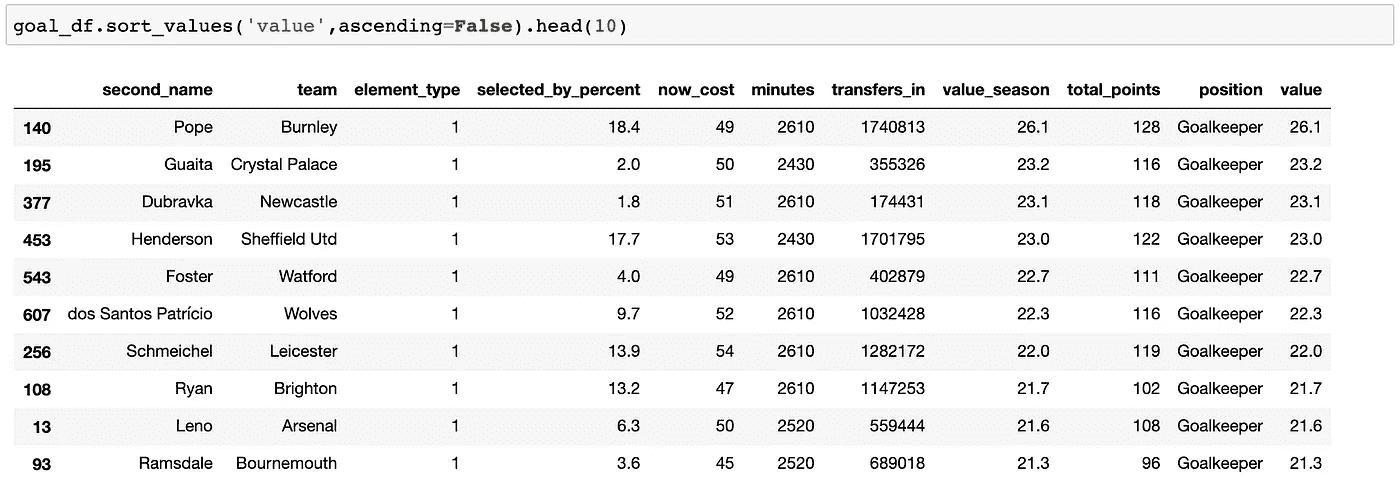 goal_df.sort_values('value',ascending=False).head(10)
second_name team element_type selected_by_percent now_cost minutes transfers_in value_season total_points position value
140 Pope Burnley 1 18.4 49 2610 1740813 26.1 128 Goalkeeper 26.1
195 Guaita Crystal Palace 1 2.0 50 2430 355326 23.2 116 Goalkeeper 23.2
377 Dubravka Newcastle 1 1.8 51 2610 174431 23.1 118 Goalkeeper 23.1
453 Henderson Sheffield Utd 1 17.7 53 2430 1701795 23.0 122 Goalkeeper 23.0
543 Foster Watford 1 4.0 49 2610 402879 22.7 111 Goalkeeper 22.7
607 dos Santos Patrício Wolves 1 9.7 52 2610 1032428 22.3 116 Goalkeeper 22.3
256 Schmeichel Leicester 1 13.9 54 2610 1282172 22.0 119 Goalkeeper 22.0
108 Ryan Brighton 1 13.2 47 2610 1147253 21.7 102 Goalkeeper 21.7
13 Leno Arsenal 1 6.3 50 2520 559444 21.6 108 Goalkeeper 21.6
93 Ramsdale Bournemouth 1 3.6 45 2520 689018 21.3 96 Goalkeeper 21.3